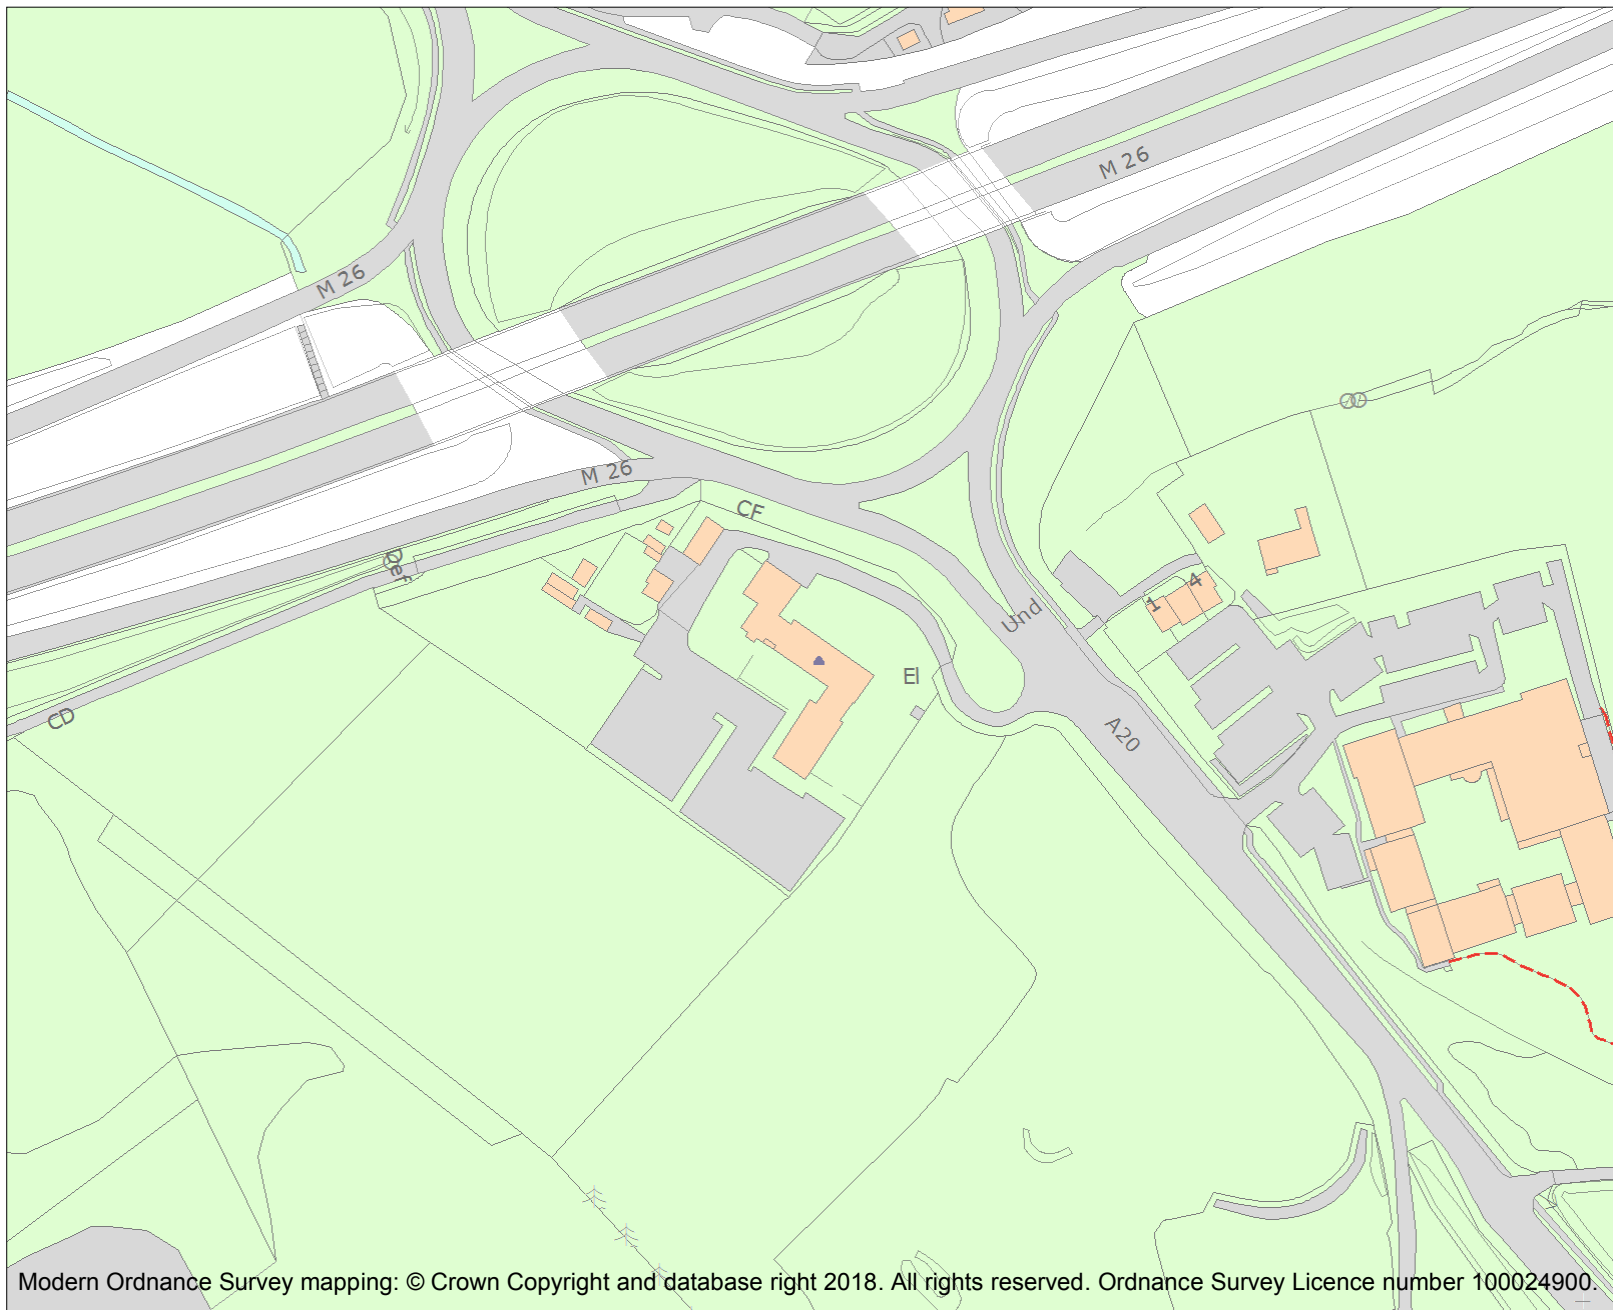 M 26
M 26
M 26
CF
Def
4
1
Und
El
CD
A20
Modern Ordnance Survey mapping: © Crown Copyright and database right 2018. All rights reserved. Ordnance Survey Licence number 100024900.